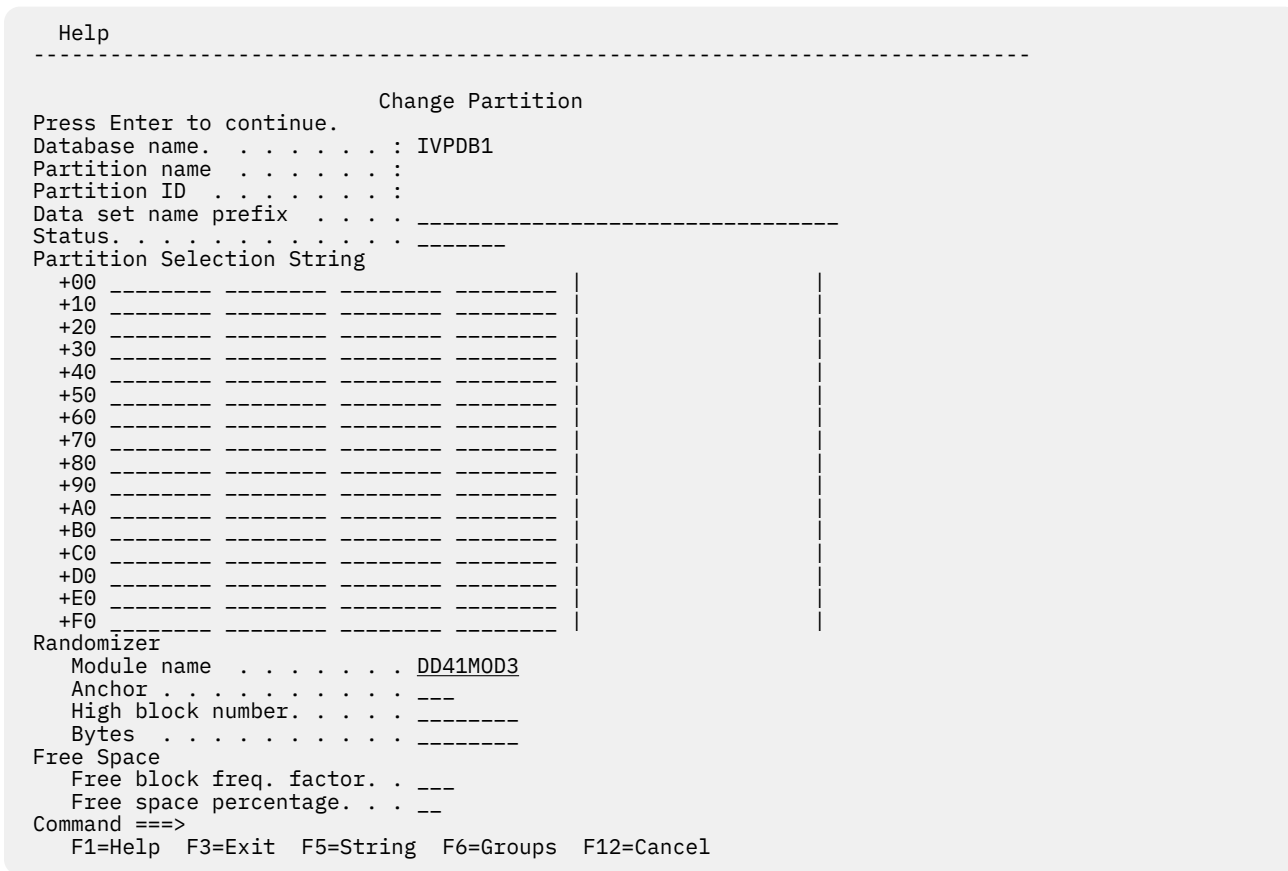 Help
-------------------------------------------------------------------------------
Change Partition
Press Enter to continue.
Database name. . . . . . . : IVPDB1
Partition name . . . . . . :
Partition ID . . . . . . . :
Data set name prefix . . . . _________________________________
Status. . . . . . . . . . . . _______
Partition Selection String
+00 ________ ________ ________ ________ | |
+10 ________ ________ ________ ________ | |
+20 ________ ________ ________ ________ | |
+30 ________ ________ ________ ________ | |
+40 ________ ________ ________ ________ | |
+50 ________ ________ ________ ________ | |
+60 ________ ________ ________ ________ | |
+70 ________ ________ ________ ________ | |
+80 ________ ________ ________ ________ | |
+90 ________ ________ ________ ________ | |
+A0 ________ ________ ________ ________ | |
+B0 ________ ________ ________ ________ | |
+C0 ________ ________ ________ ________ | |
+D0 ________ ________ ________ ________ | |
+E0 ________ ________ ________ ________ | |
+F0 ________ ________ ________ ________ | |
Randomizer
Module name . . . . . . . DD41MOD3
Anchor . . . . . . . . . . ___
High block number. . . . . ________
Bytes . . . . . . . . . . ________
Free Space
Free block freq. factor. . ___
Free space percentage. . . __
Command ===>
F1=Help F3=Exit F5=String F6=Groups F12=Cancel